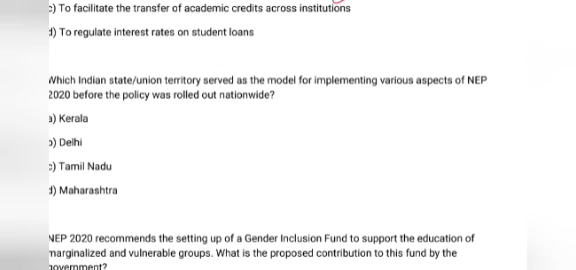 c) To facilitate the transfer of academic credits across institutions
d) To regulate interest rates on student loans
Which Indian state/union territory served as the model for implementing various aspects of NEP
2020 before the policy was rolled out nationwide?
a) Kerala
b) Delhi
c) Tamil Nadu
d) Maharashtra
NEP 2020 recommends the setting up of a Gender Inclusion Fund to support the education of
marginalized and vulnerable groups. What is the proposed contribution to this fund by the
government?